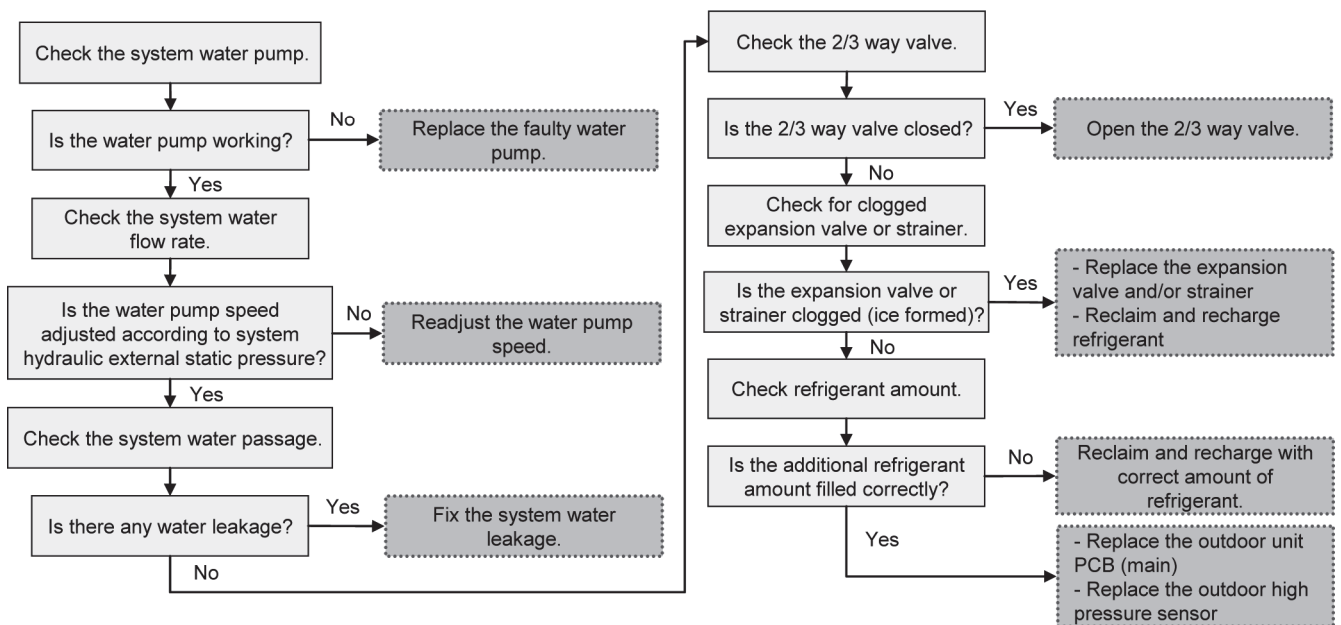 Check the system water pump.
Is the water pump working?
No
Replace the faulty water
pump.
Yes
Check the system water
flow rate.
Is the water pump speed
adjusted according to system
hydraulic external static pressure?
No
Readjust the water pump
speed.
Yes
Check the system water passage.
Is there any water leakage?
Yes
Fix the system water
leakage.
No
Check the 2/3 way valve.
Is the 2/3 way valve closed?
Yes
Open the 2/3 way valve.
No
Check for clogged
expansion valve or strainer.
Is the expansion valve or
strainer clogged (ice formed)?
Yes
- Replace the expansion
valve and/or strainer
- Reclaim and recharge
refrigerant
No
Check refrigerant amount.
Is the additional refrigerant
amount filled correctly?
No
Reclaim and recharge with
correct amount of
refrigerant.
Yes
- Replace the outdoor unit
PCB (main)
- Replace the outdoor high
pressure sensor